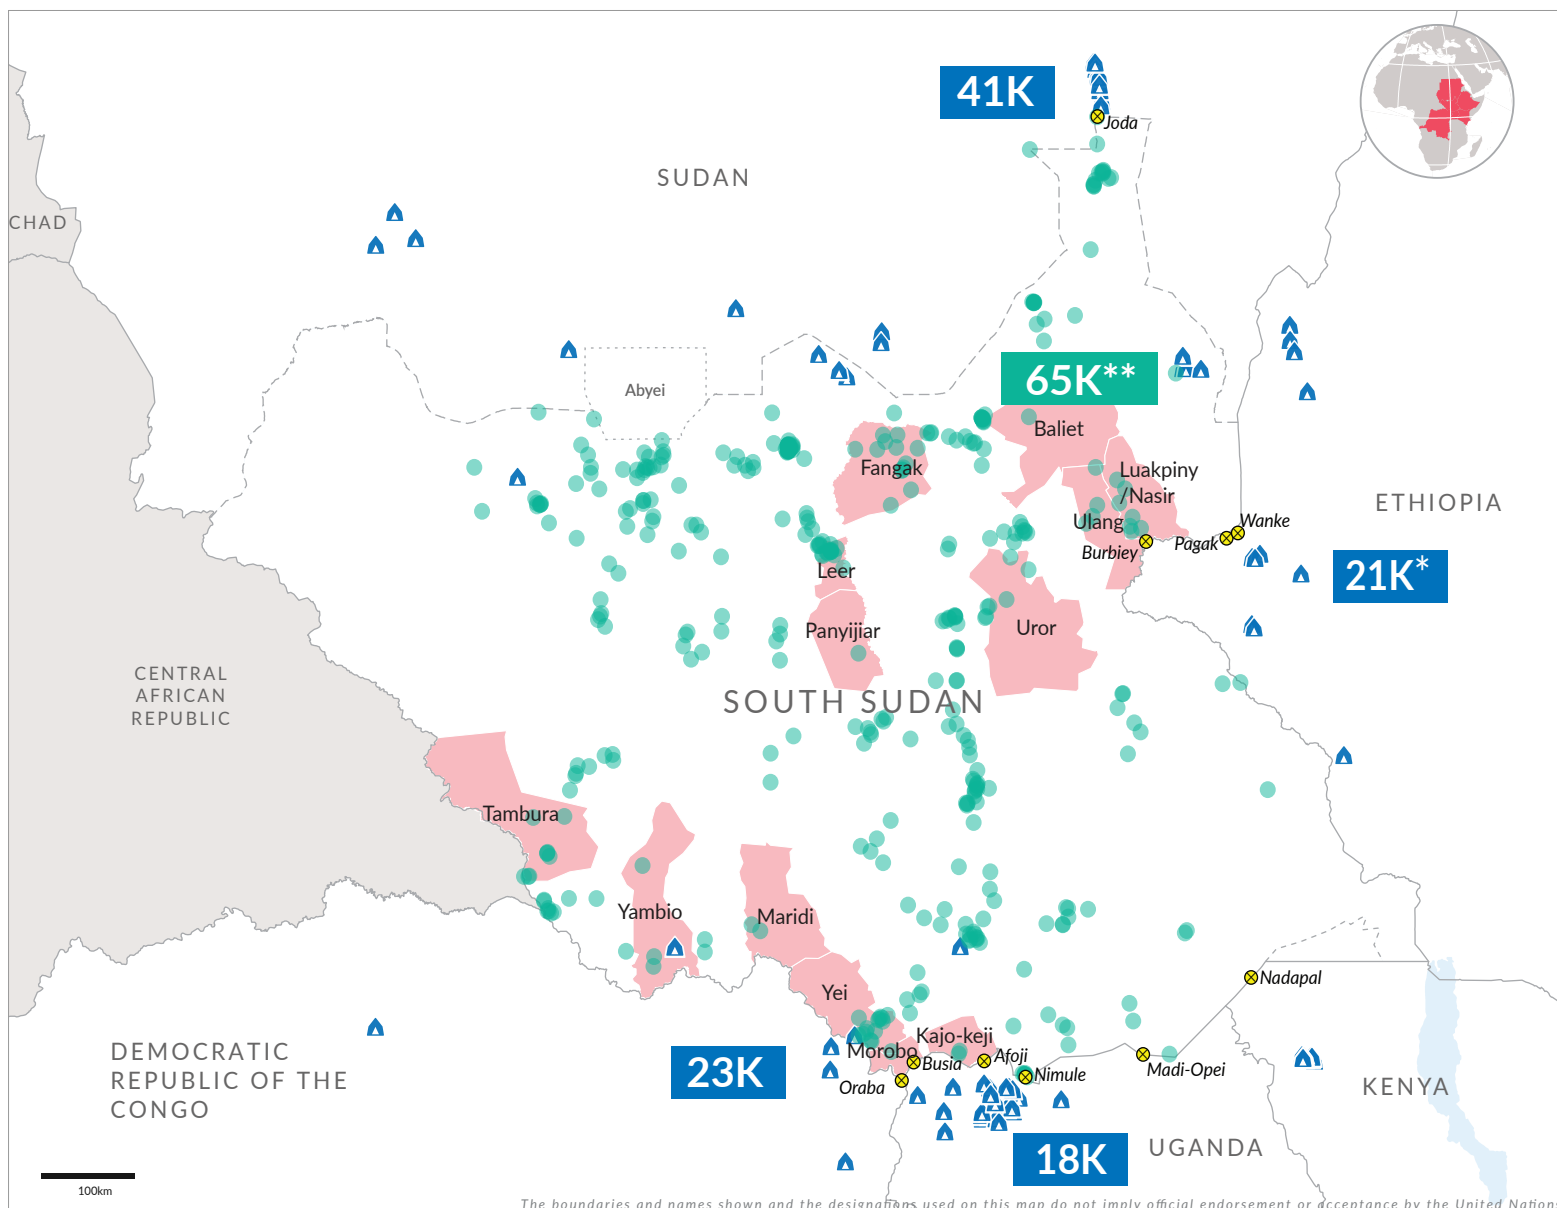 41K
Joda
SUDAN
CHAD
65K**
Abyei
Baliet
Fangak
Luakpiny
/Nasir
ETHIOPIA
Ulang
Wanke
Burbiey
Pagak
21K*
Leer
Panyijiar
Uror
CENTRAL
AFRICAN
REPUBLIC
SOUTH SUDAN
Tambura
Yambio
Maridi
Nadapal
Yei
Kajo-keji
DEMOCRATIC
REPUBLIC OF THE
CONGO
Morobo
Busia
Afoji
23K
Oraba
Nimule
Madi-Opei
KENYA
18K
UGANDA
100km
The boundaries and names shown and the designations used on this map do not imply official endorsement or acceptance by the United Nations